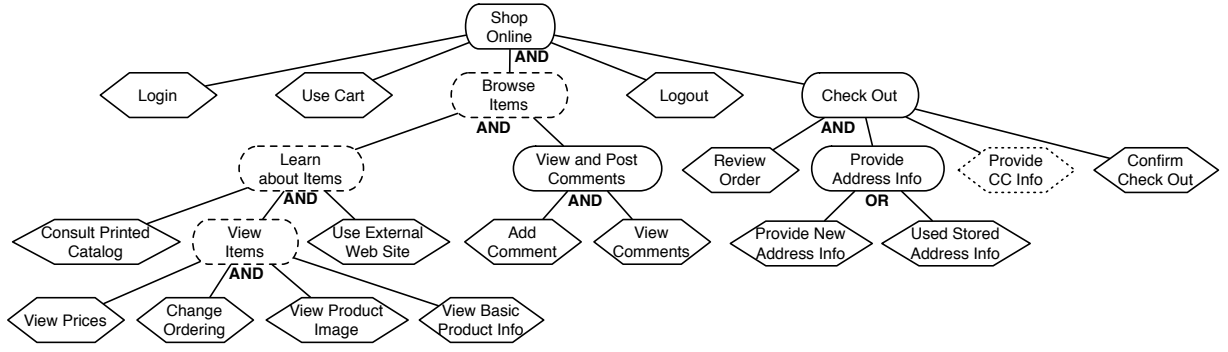 Shop
Online
AND
Login
Use Cart
Browse
Items
Logout
Check Out
AND
AND
Learn
about Items
View and Post
Comments
Review
Order
Provide
Address Info
Provide
CC Info
Confirm
Check Out
AND
AND
OR
Consult Printed
Catalog
View
Items
Use External
Web Site
Add
Comment
View
Comments
Provide New
Address Info
Used Stored
Address Info
AND
View Prices
Change
Ordering
View Product
Image
View Basic
Product Info